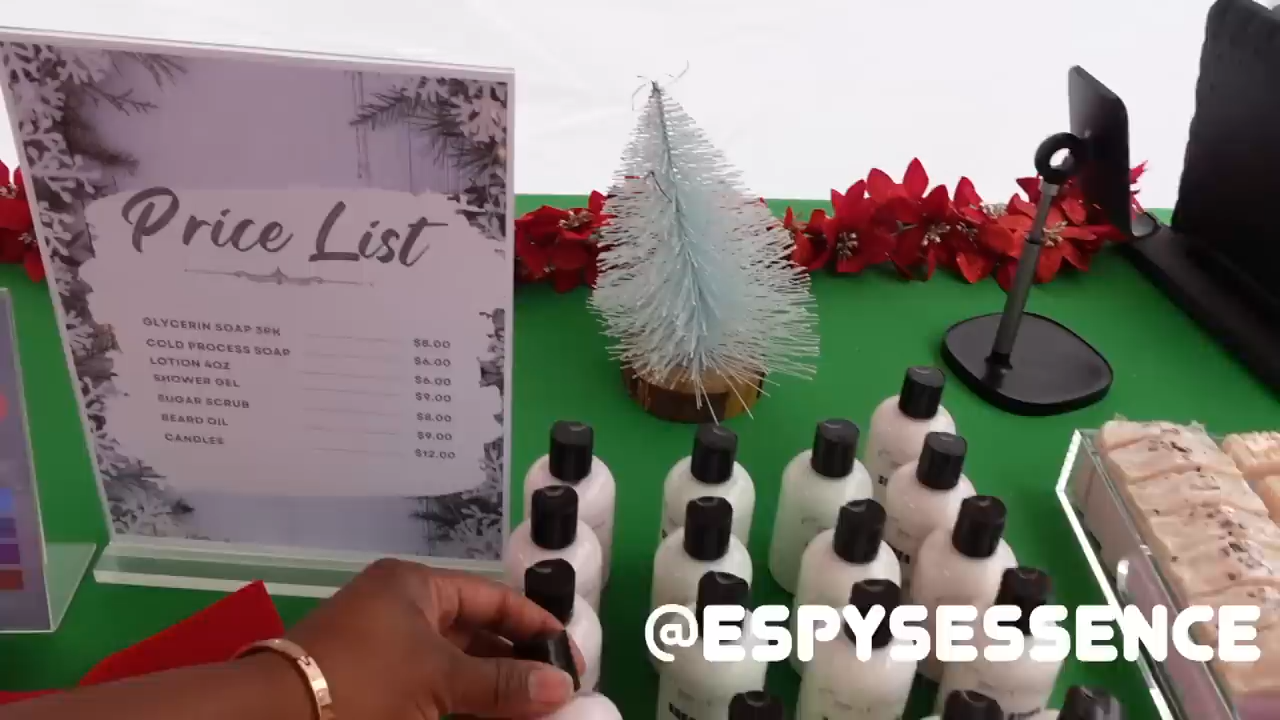 Price List
GLYCERIN SOAP 3PK $8.00
COLD PROCESS SOAP $6.00
LOTION 4OZ $6.00
SHOWER GEL $9.00
SUGAR SCRUB $8.00
BEARD OIL $9.00
CANDLES $12.00
@ESPYSESSENCE